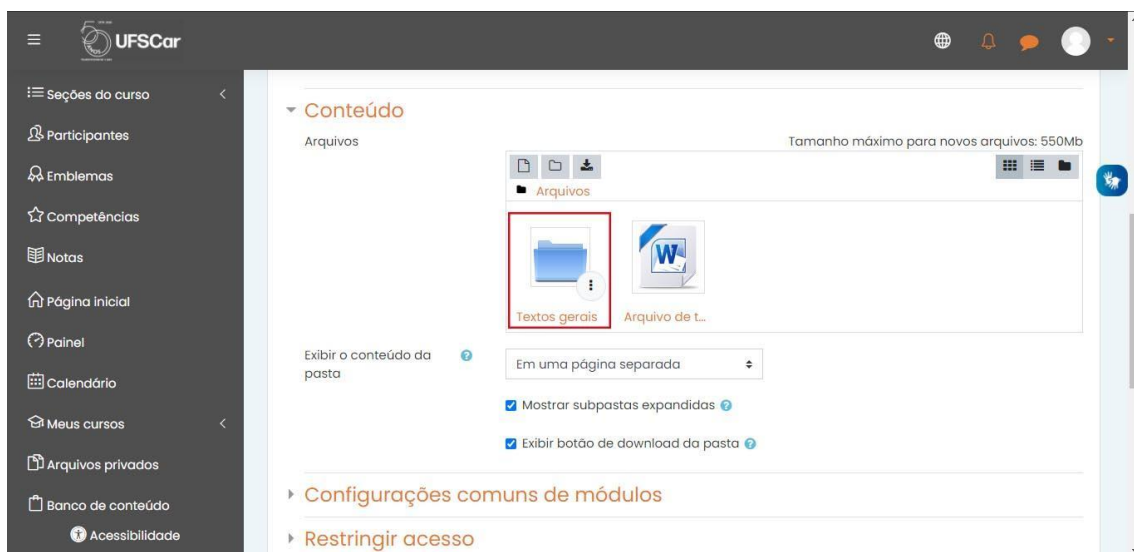 UFSCar
Seções do curso
Participantes
Emblemas
Competências
Notas
Página inicial
Painel
Calendário
Meus cursos
Arquivos privados
Banco de conteúdo
Acessibilidade
Conteúdo
Arquivos
Tamanho máximo para novos arquivos: 550Mb
Arquivos
W
Textos gerais
Arquivo de t...
Exibir o conteúdo da
pasta
Em uma página separada
Mostrar subpastas expandidas
Exibir botão de download da pasta
Configurações comuns de módulos
Restringir acesso